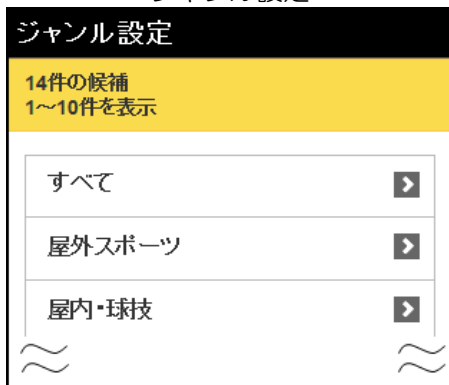 ジャンル設定
14件の候補
1～10件を表示
すべて
屋外スポーツ
屋内・球技